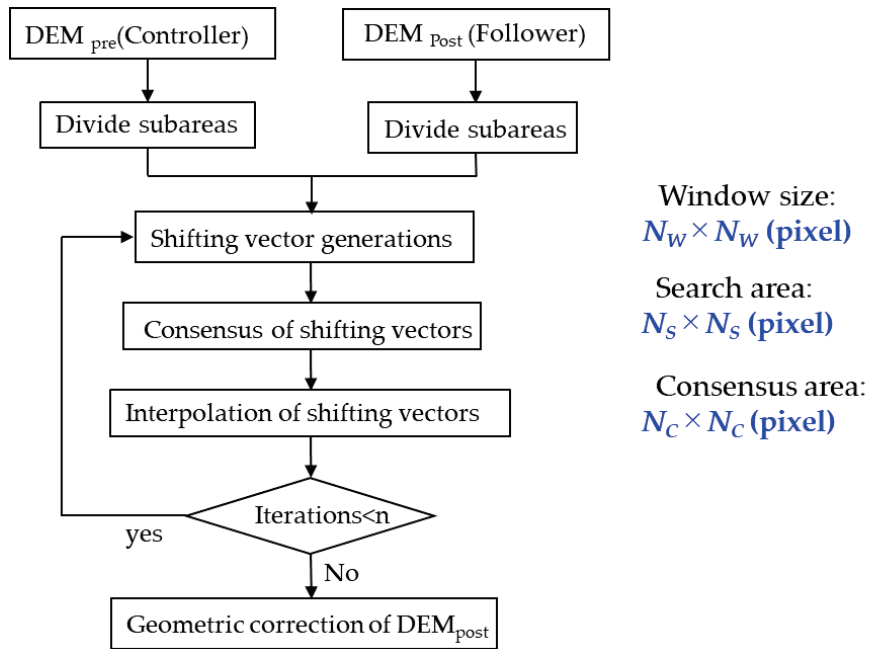 DEM pre(Controller)
DEM Post (Follower)
Divide subareas
Divide subareas
Shifting vector generations
Consensus of shifting vectors
Interpolation of shifting vectors
Iterations<n
yes
No
Geometric correction of DEMpost
Window size:
NW × NW (pixel)
Search area:
NS × NS (pixel)
Consensus area:
NC × NC (pixel)